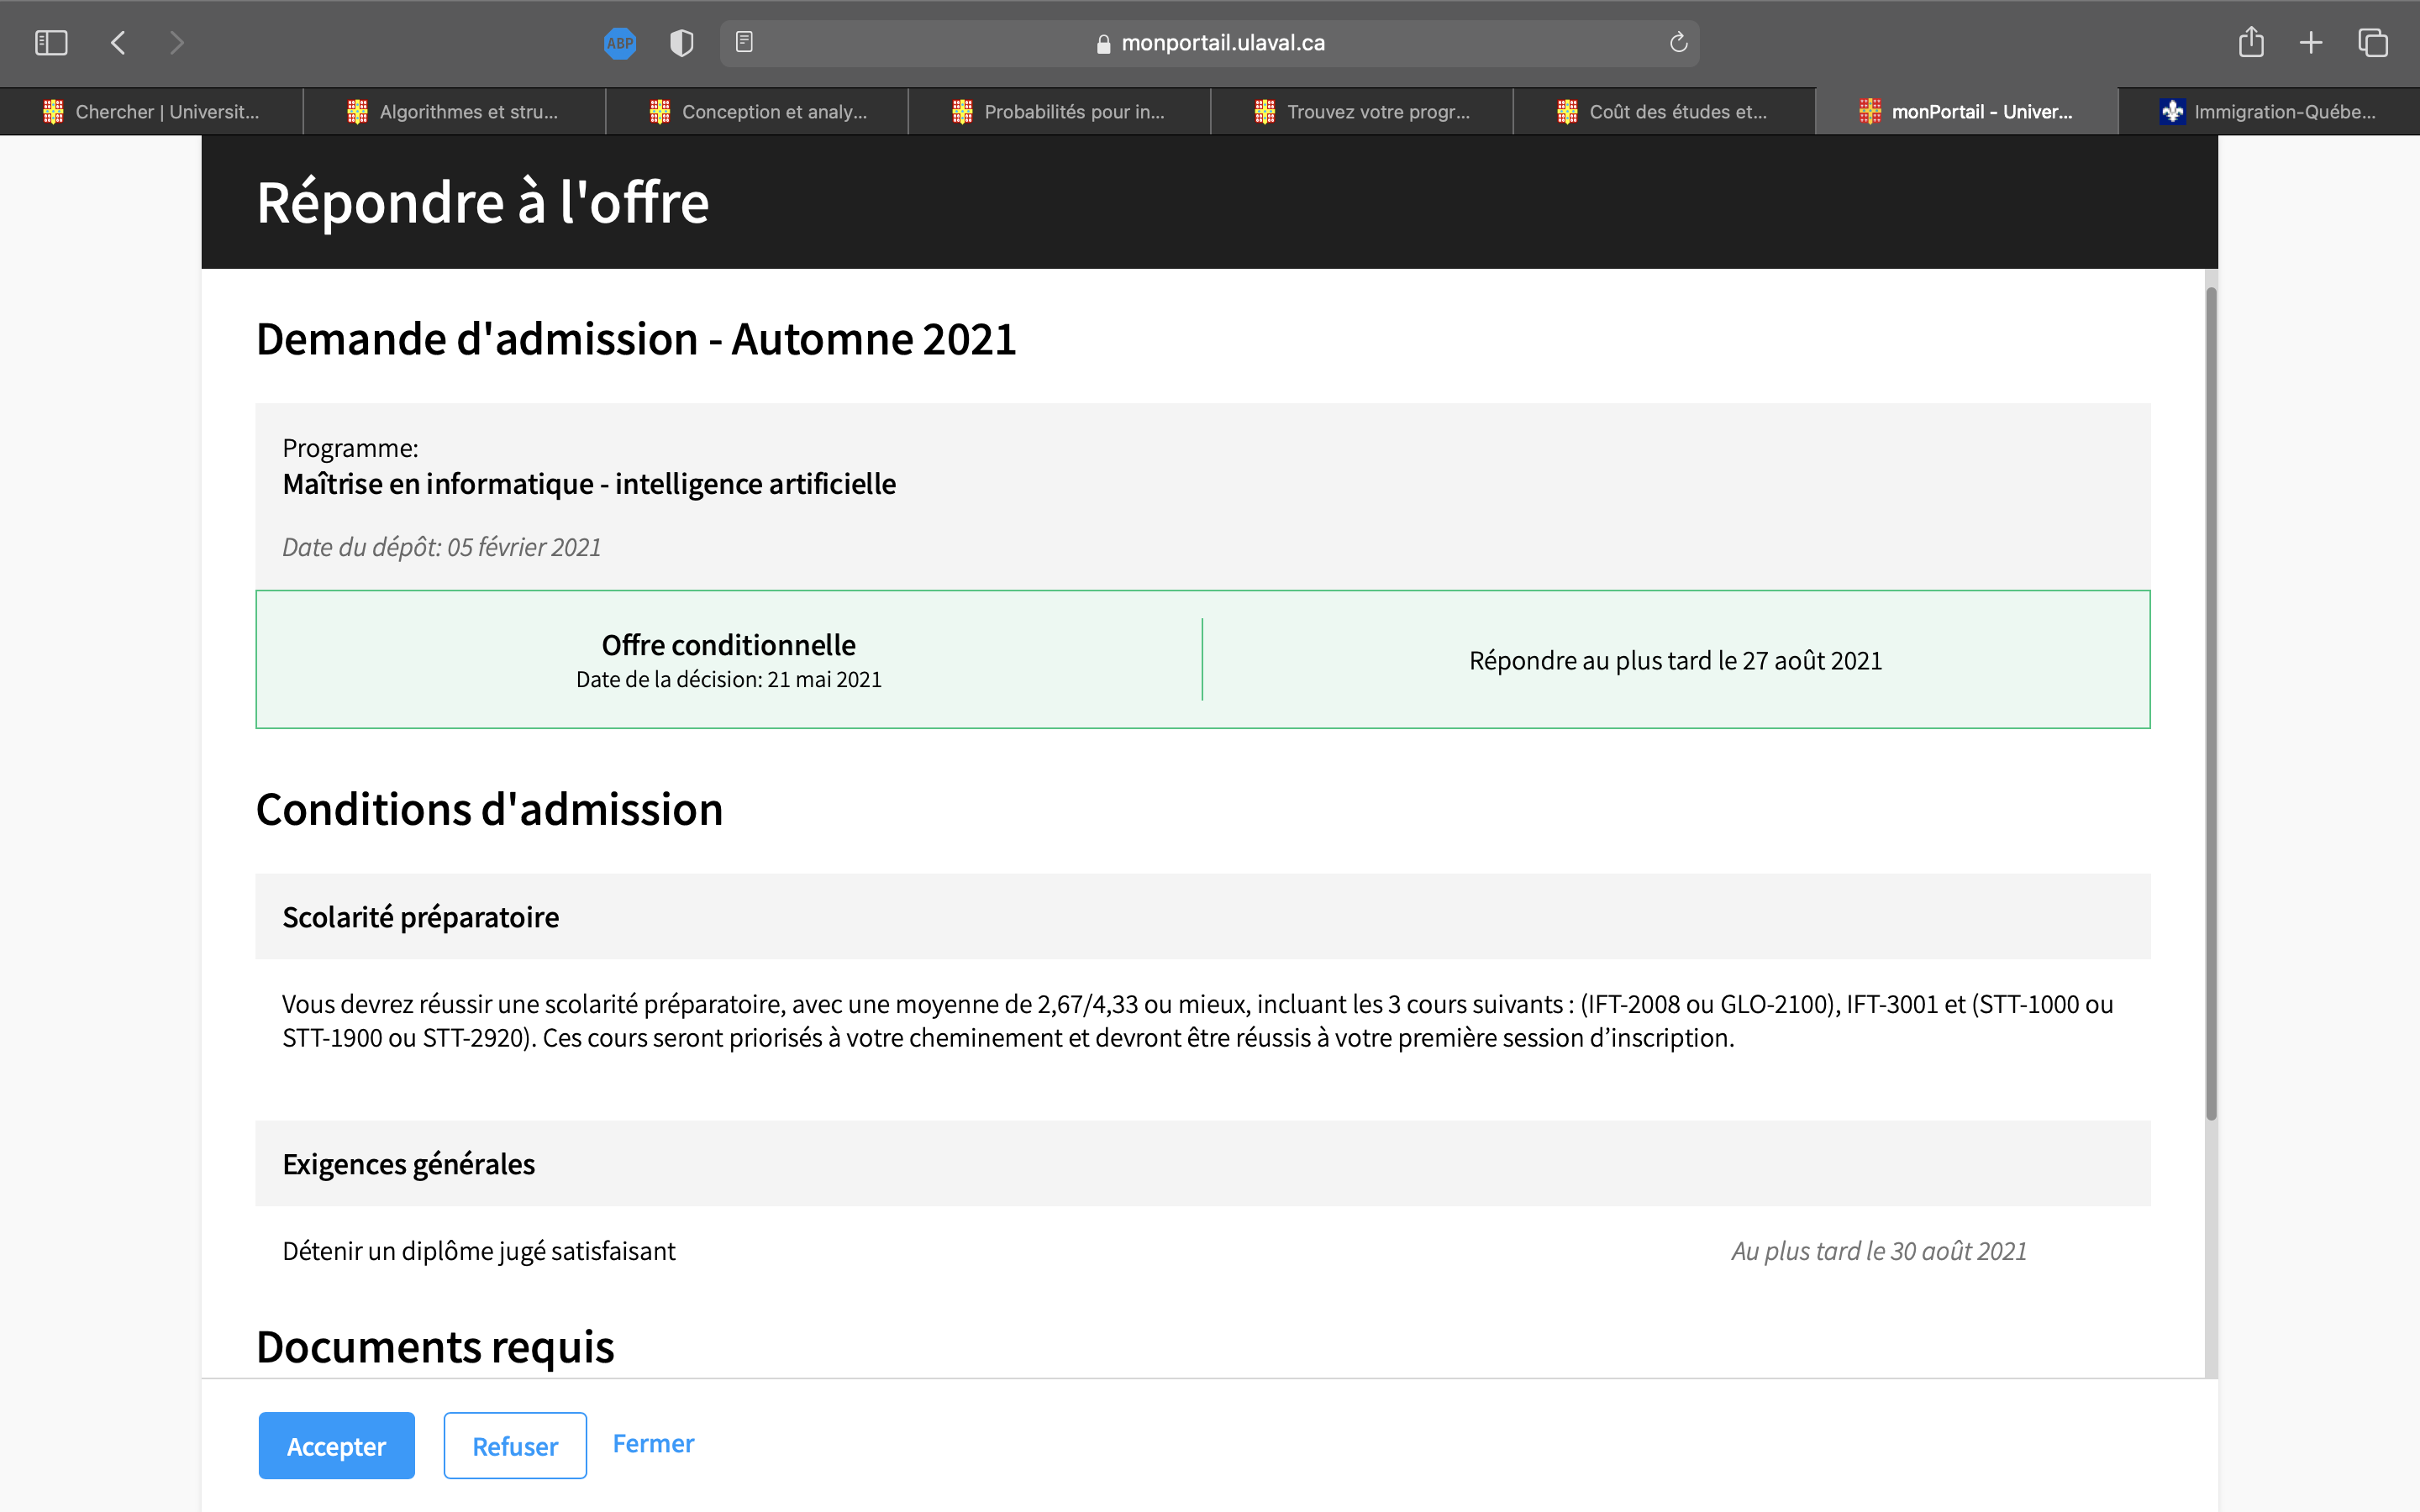 ABP
monportail.ulaval.ca
Chercher | Universit...
Algorithmes et stru...
Conception et analy...
Probabilités pour in...
Trouvez votre progr...
Coût des études et...
monPortail - Univer...
Immigration-Québe...
Répondre à l'offre
Demande d'admission - Automne 2021
Programme:
Maîtrise en informatique - intelligence artificielle
Date du dépôt: 05 février 2021
Offre conditionnelle
Date de la décision: 21 mai 2021
Répondre au plus tard le 27 août 2021
Conditions d'admission
Scolarité préparatoire
Vous devrez réussir une scolarité préparatoire, avec une moyenne de 2,67/4,33 ou mieux, incluant les 3 cours suivants : (IFT-2008 ou GLO-2100), IFT-3001 et (STT-1000 ou
STT-1900 ou STT-2920). Ces cours seront priorisés à votre cheminement et devront être réussis à votre première session d’inscription.
Exigences générales
Détenir un diplôme jugé satisfaisant
Au plus tard le 30 août 2021
Documents requis
Accepter
Refuser
Fermer